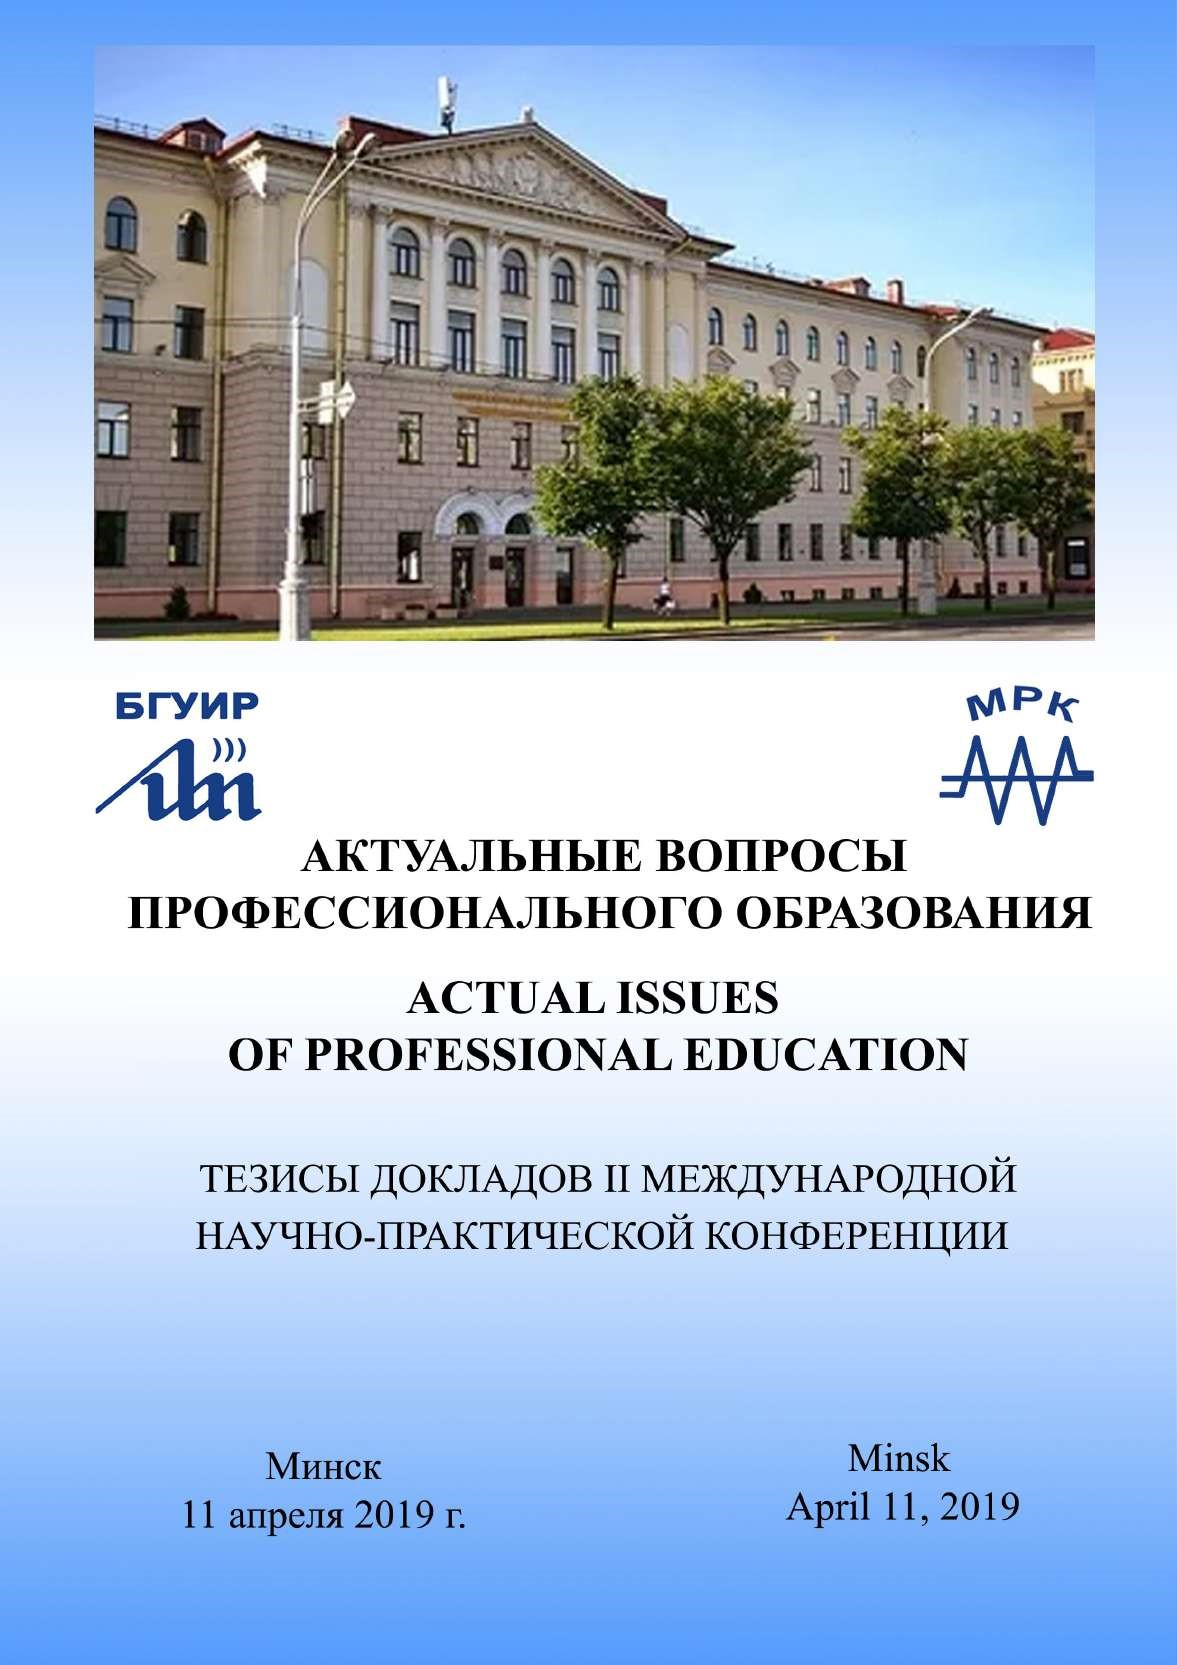 БГУИР
МРК
АКТУАЛЬНЫЕ ВОПРОСЫ
ПРОФЕССИОНАЛЬНОГО ОБРАЗОВАНИЯ
ACTUAL ISSUES
OF PROFESSIONAL EDUCATION
ТЕЗИСЫ ДОКЛАДОВ II МЕЖДУНАРОДНОЙ
НАУЧНО-ПРАКТИЧЕСКОЙ КОНФЕРЕНЦИИ
Минск
11 апреля 2019 г.
Minsk
April 11, 2019